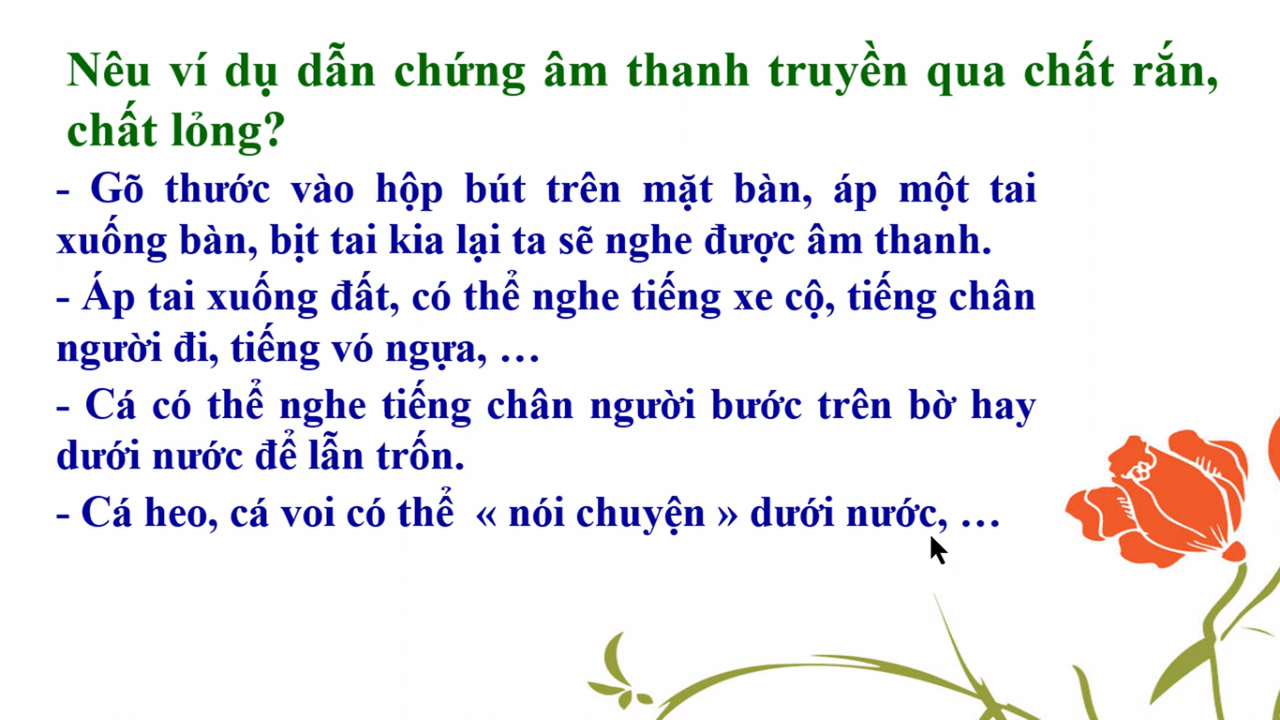 Nêu ví dụ dẫn chứng âm thanh truyền qua chất rắn,
chất lỏng?
- Gõ thước vào hộp bút trên mặt bàn, áp một tai
xuống bàn, bịt tai kia lại ta sẽ nghe được âm thanh.
- Áp tai xuống đất, có thể nghe tiếng xe cộ, tiếng chân
người đi, tiếng vó ngựa, …
- Cá có thể nghe tiếng chân người bước trên bờ hay
dưới nước để lẫn trốn.
- Cá heo, cá voi có thể « nói chuyện » dưới nước, …